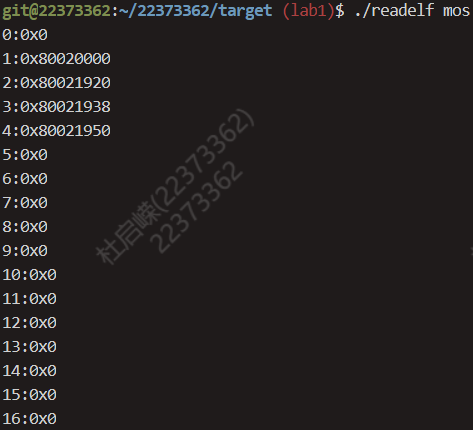 git@22373362:~/22373362/target (lab1)$ ./readelf mos
0:0x0
1:0x80020000
2:0x80021920
3:0x80021938
4:0x80021950
5:0x0
6:0x0
7:0x0
8:0x0
9:0x0
10:0x0
11:0x0
12:0x0
13:0x0
14:0x0
15:0x0
16:0x0
杜启嵘(22373362)
22373362